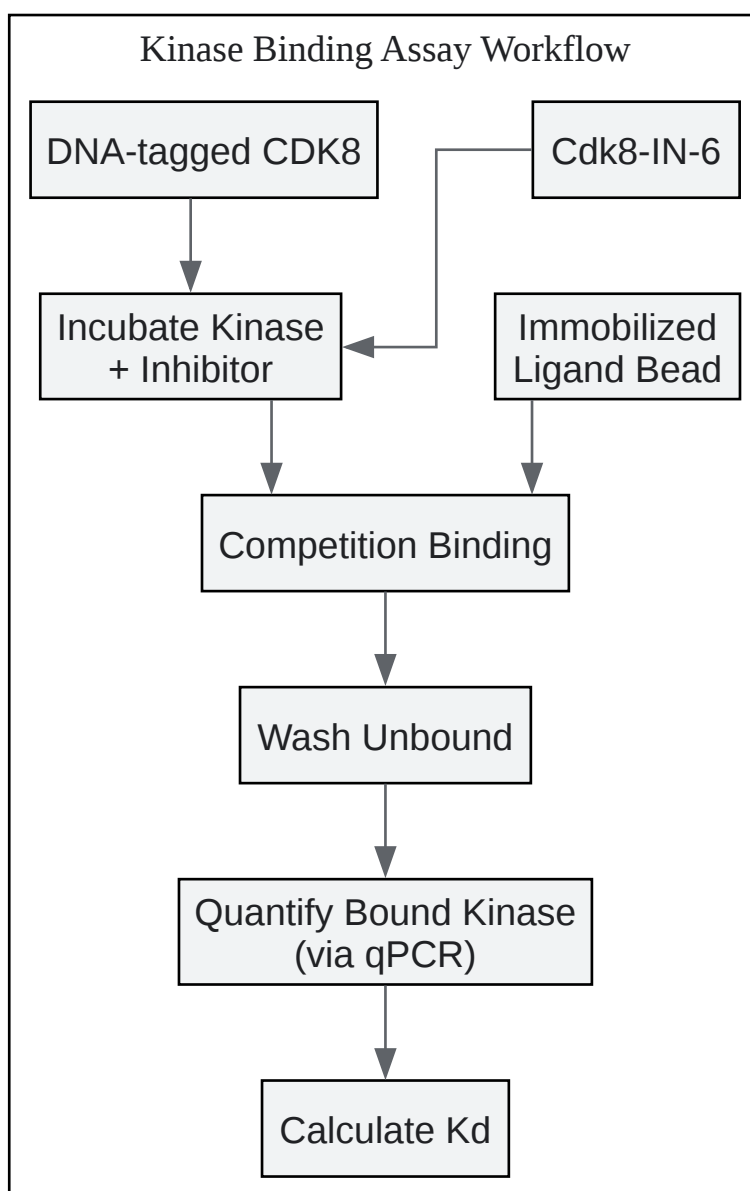 Kinase Binding Assay Workflow
DNA-tagged CDK8
Cdk8-IN-6
Incubate Kinase
+ Inhibitor
Immobilized
Ligand Bead
Competition Binding
Wash Unbound
Quantify Bound Kinase
(via qPCR)
Calculate Kd